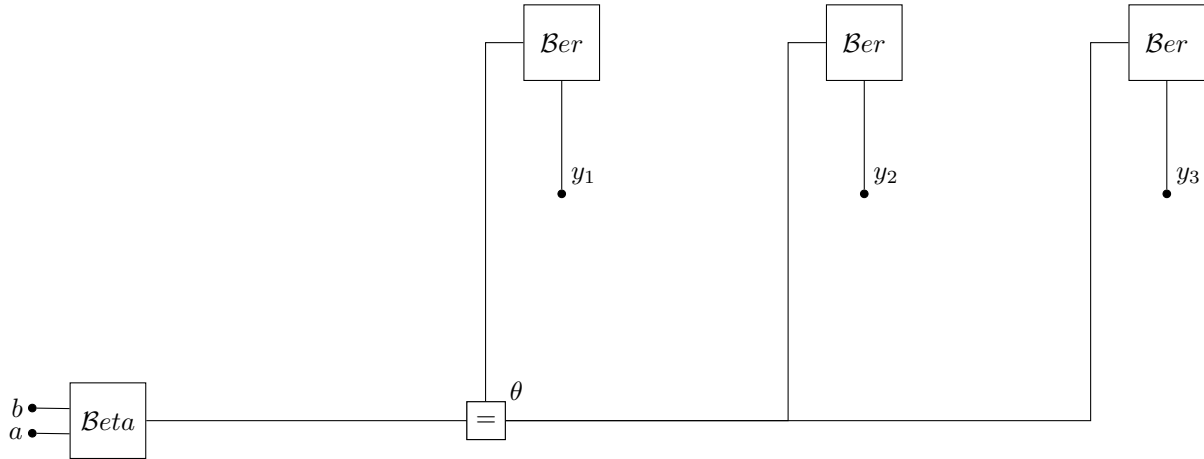 Ber Ber Ber
y₁ y₂ y₃
θ
b
Beta =
a